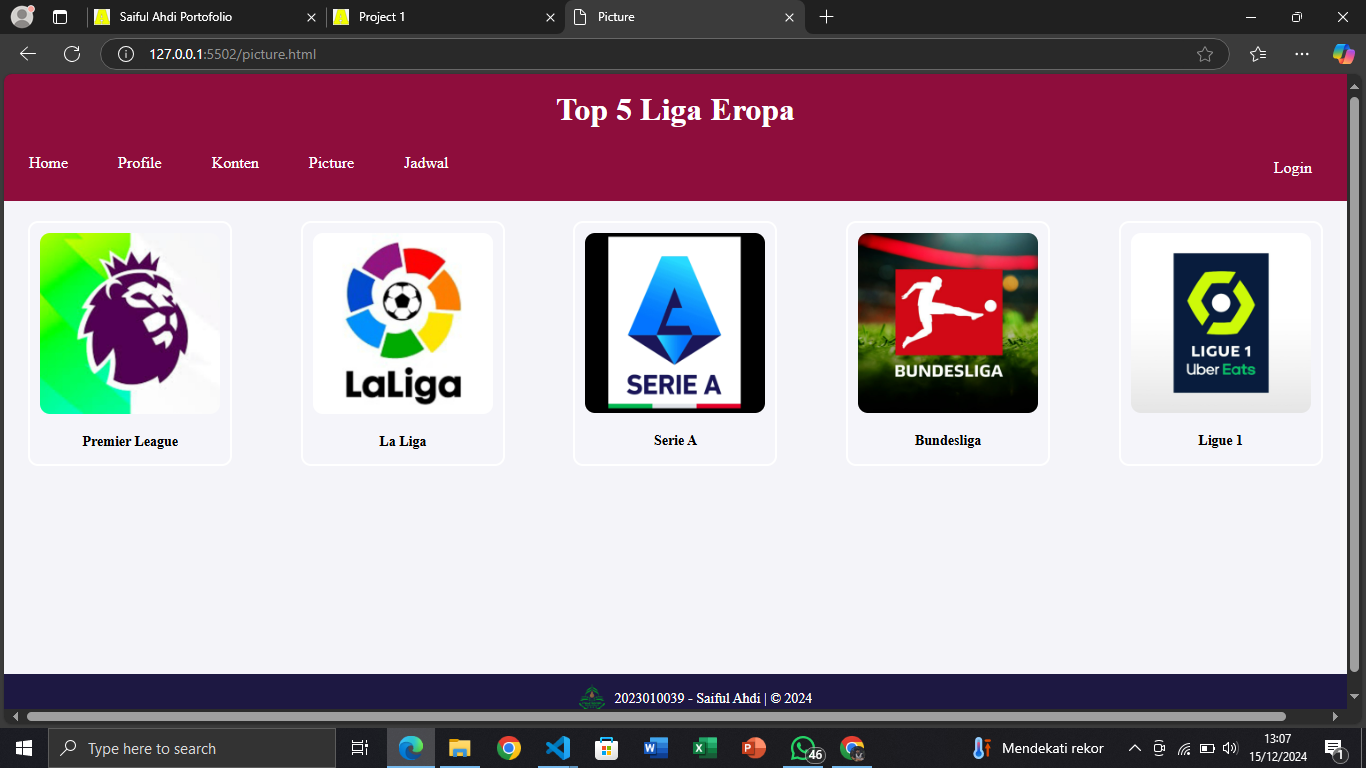 Saiful Ahdi Portofolio
Project 1
Picture
127.0.0.1:5502/picture.html
Top 5 Liga Eropa
Home Profile Konten Picture Jadwal Login
LaLiga
SERIE A
BUNDESLIGA
LIGUE 1
Uber Eats
Premier League
La Liga
Serie A
Bundesliga
Ligue 1
2023010039 - Saiful Ahdi | © 2024
Type here to search
46
Mendekati rekor
13:07
15/12/2024
1